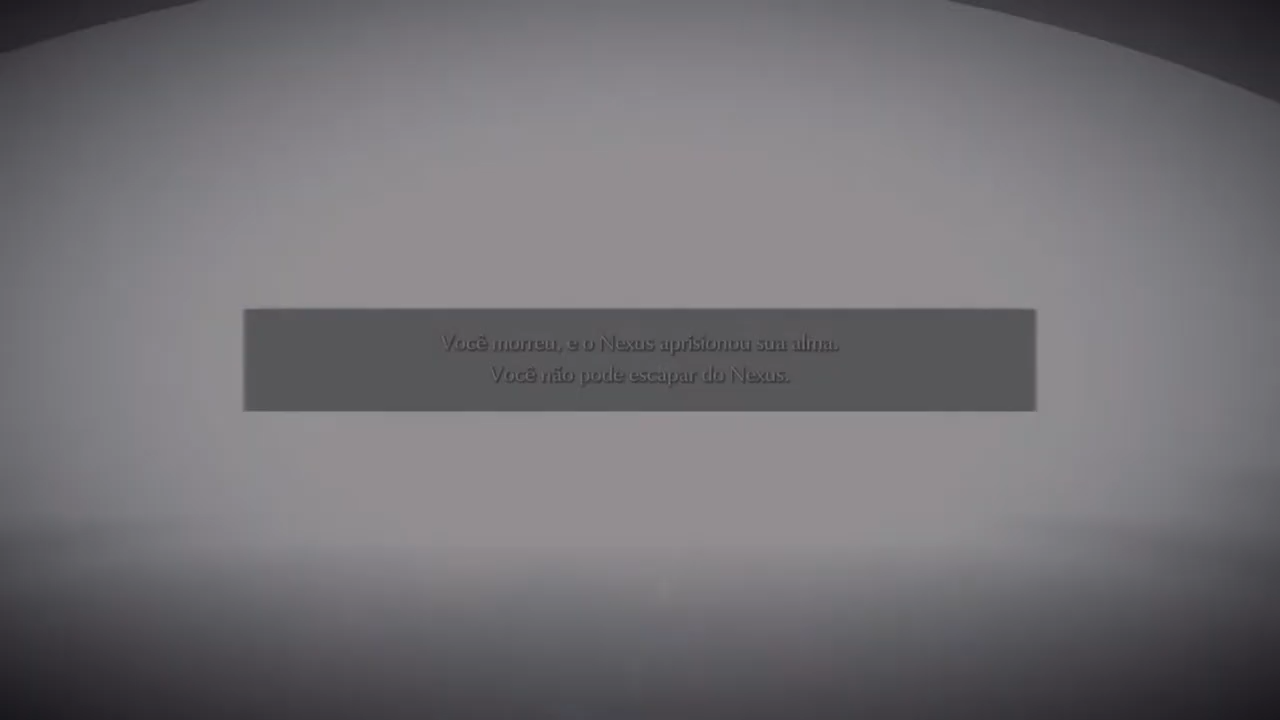 Você morreu, e o Nexus aprisionou sua alma.
Você não pode escapar do Nexus.